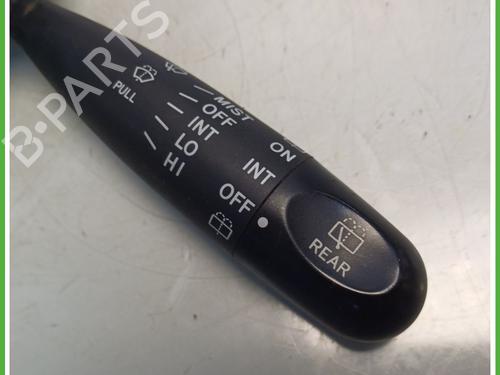 B-PARTS
PULL
MIST
OFF
INT
LO
HI
ON
INT
OFF
REAR